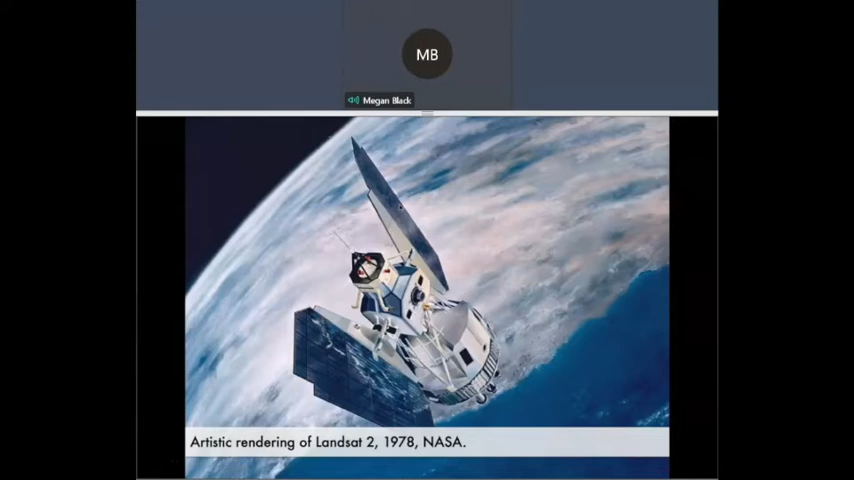 MB
Megan Black
Artistic rendering of Landsat 2, 1978, NASA.